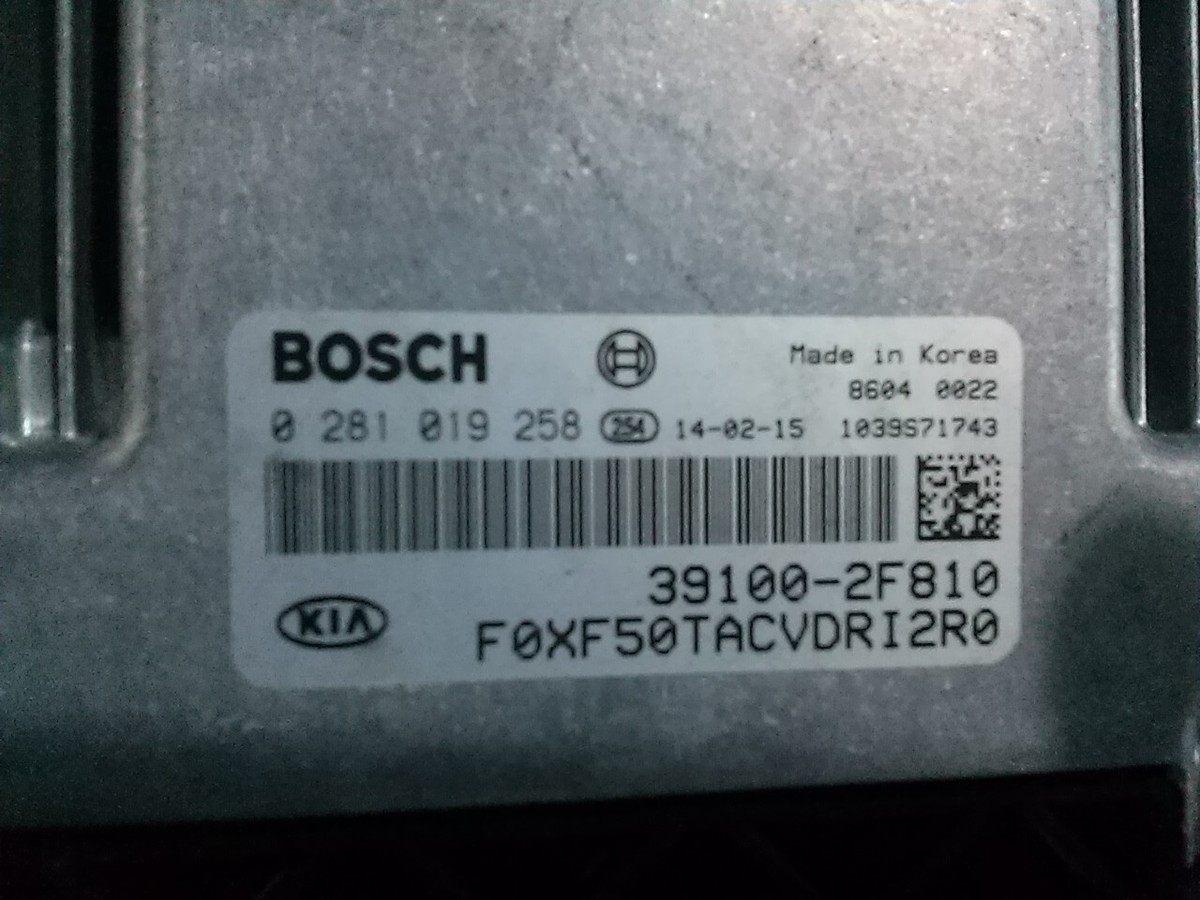 BOSCH
Made in Korea
8604 0022
0 281 019 258 254 14-02-15 1039S71743
39100-2F810
KIA F0XF50TACVDRI2R0